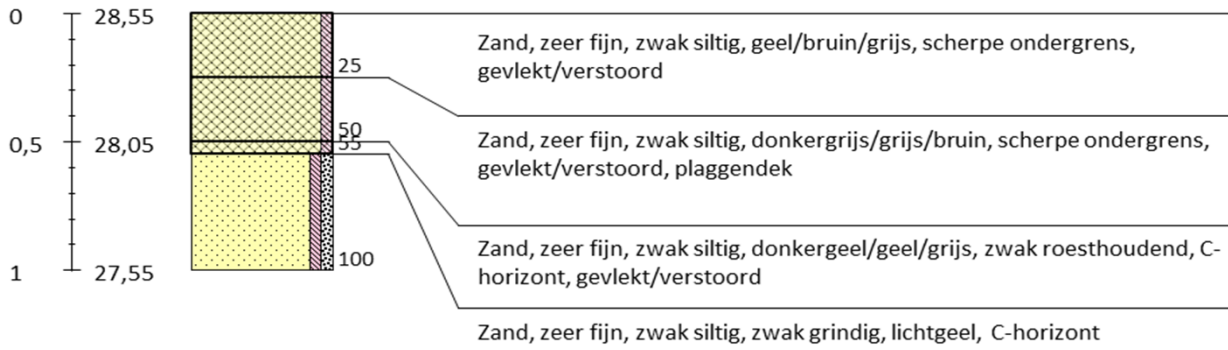 0 28,55
Zand, zeer fijn, zwak siltig, geel/bruin/grijs, scherpe ondergrens,
gevlekt/verstoord
25
50
0,5 28,05
55
Zand, zeer fijn, zwak siltig, donkergrijs/grijs/bruin, scherpe ondergrens,
gevlekt/verstoord, plaggendek
Zand, zeer fijn, zwak siltig, donkergeel/geel/grijs, zwak roesthoudend, C-
horizont, gevlekt/verstoord
100
1 27,55
Zand, zeer fijn, zwak siltig, zwak grindig, lichtgeel, C-horizont